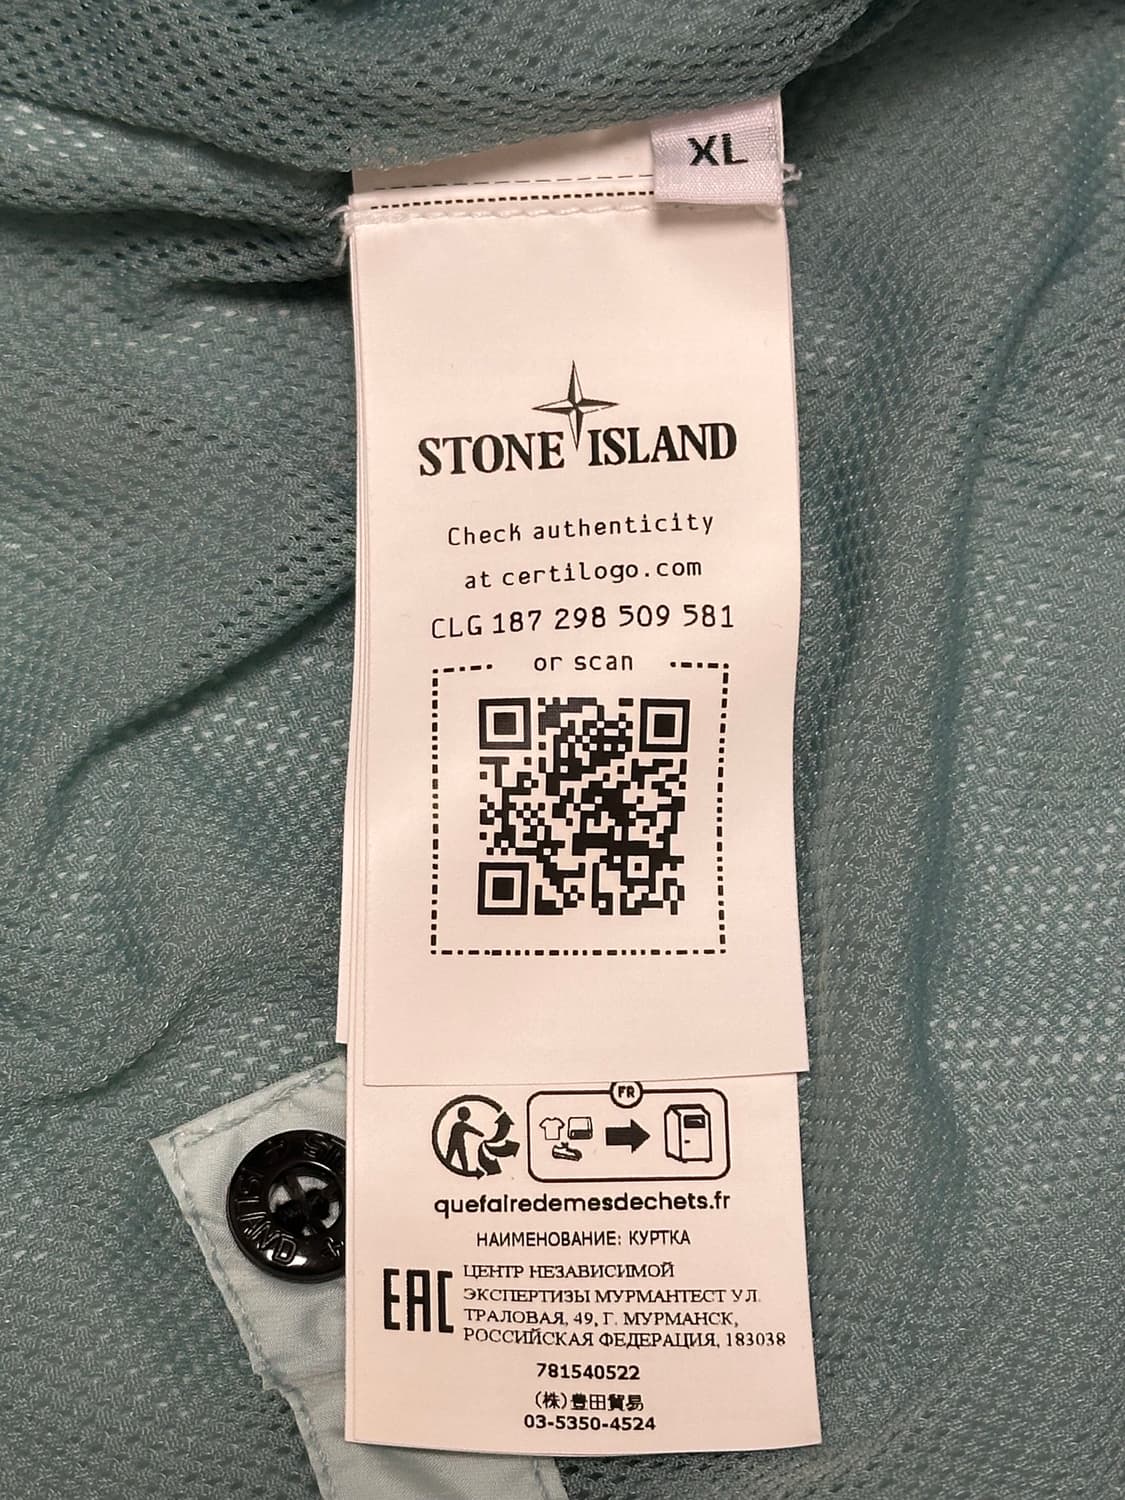 XL
STONE ISLAND
Check authenticity
at certilogo.com
CLG 187 298 509 581
or scan
FR
quefairedemesdechets.fr
НАИМЕНОВАНИЕ: КУРТКА
EAC
ЦЕНТР НЕЗАВИСИМОЙ
ЭКСПЕРТИЗЫ МУРМАНТЕСТ УЛ.
ТРАЛОВАЯ, 49, Г. МУРМАНСК,
РОССИЙСКАЯ ФЕДЕРАЦИЯ, 183038
781540522
(株)豊田貿易
03-5350-4524
ISLAND